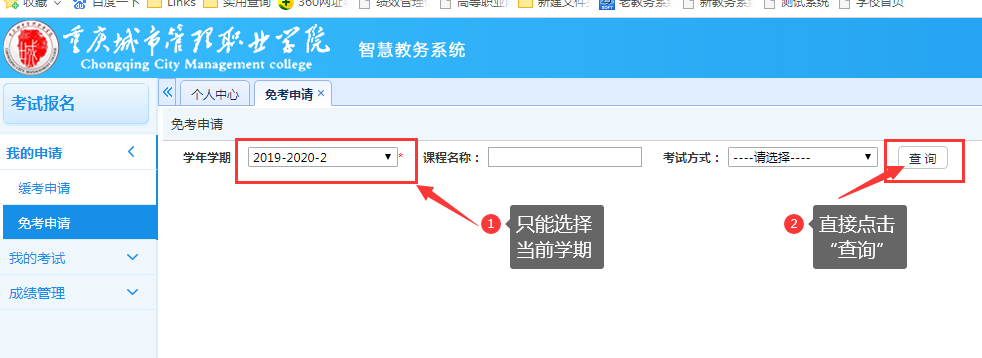 收藏 百度一下 Links 实用查询 360网址 绩效管理 高等职业 新建文件 老教务系 新教务系 测试系统 学校首页
重庆城市管理职业学院
Chongqing City Management college
智慧教务系统
考试报名
个人中心 免考申请 ×
免考申请
我的申请
缓考申请
免考申请
我的考试
成绩管理
学年学期 2019-2020-2 * 课程名称： 考试方式： ----请选择---- 查 询
1 只能选择
当前学期
2 直接点击
“查询”